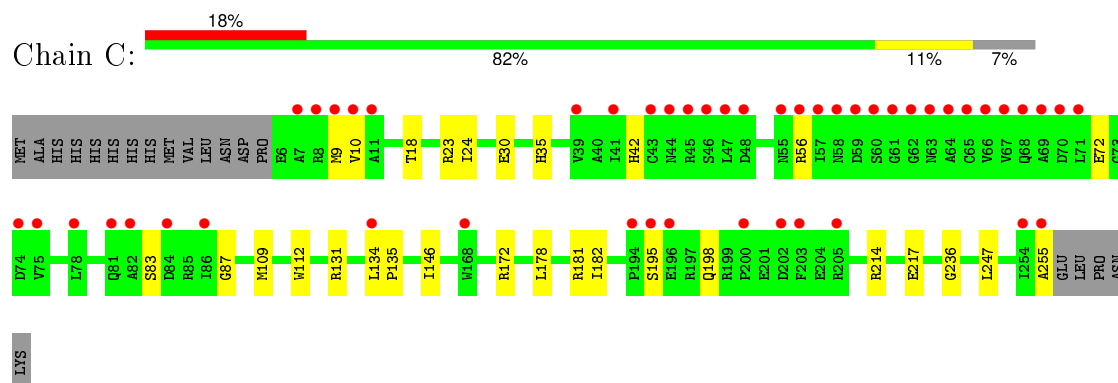 18%
Chain C:
82% 11% 7%
MET ALA HIS HIS HIS HIS HIS HIS MET VAL LEU ASN ASP PRO E6 A7 R8 M9 V10 A11 T18 R23 I24 E30 H35 V39 A40 I41 H42 C43 N44 R45 S46 L47 D48 N55 R56 I57 N58 D59 S60 G61 G62 N63 A64 C65 V66 V67 Q68 A69 D70 L71 E72 C73
D74 V75 L78 Q81 A82 S83 D84 R85 I86 G87 M109 W112 R131 L134 P135 I146 W168 R172 L178 R181 I182 P194 S195 E196 R197 Q198 R199 P200 E201 D202 F203 E204 R205 R214 E217 G236 L247 I254 A255 GLU LEU PRO ASN
LYS